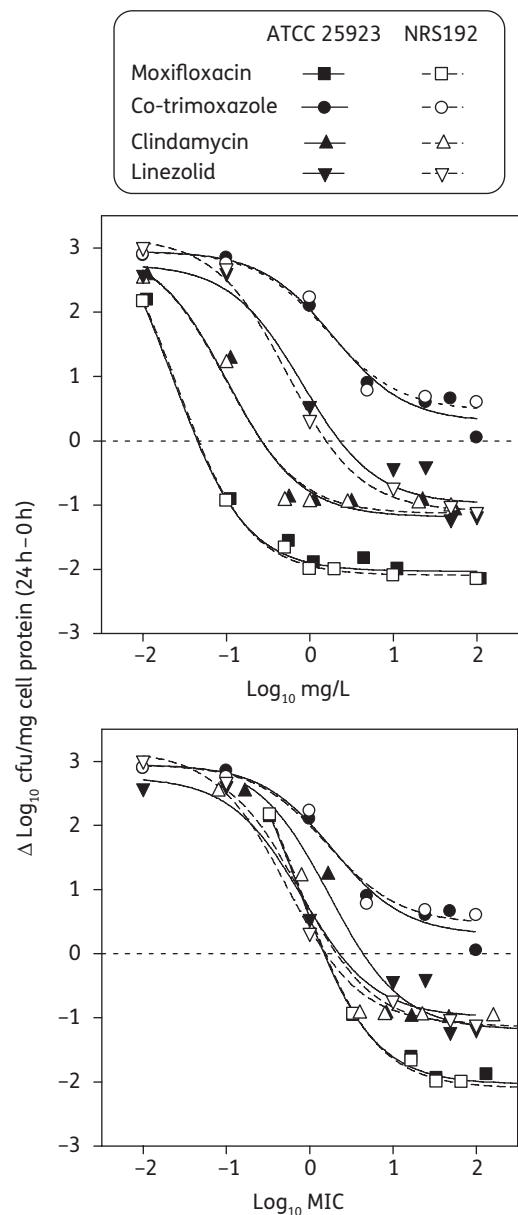 ATCC 25923 NRS192
Moxifloxacin
Co-trimoxazole
Clindamycin
Linezolid
Δ Log10 cfu/mg cell protein (24 h – 0 h)
3
2
1
0
−1
−2
−3
−2 −1 0 1 2
Log10 mg/L
3
2
1
0
−1
−2
−3
−2 −1 0 1 2
Log10 MIC